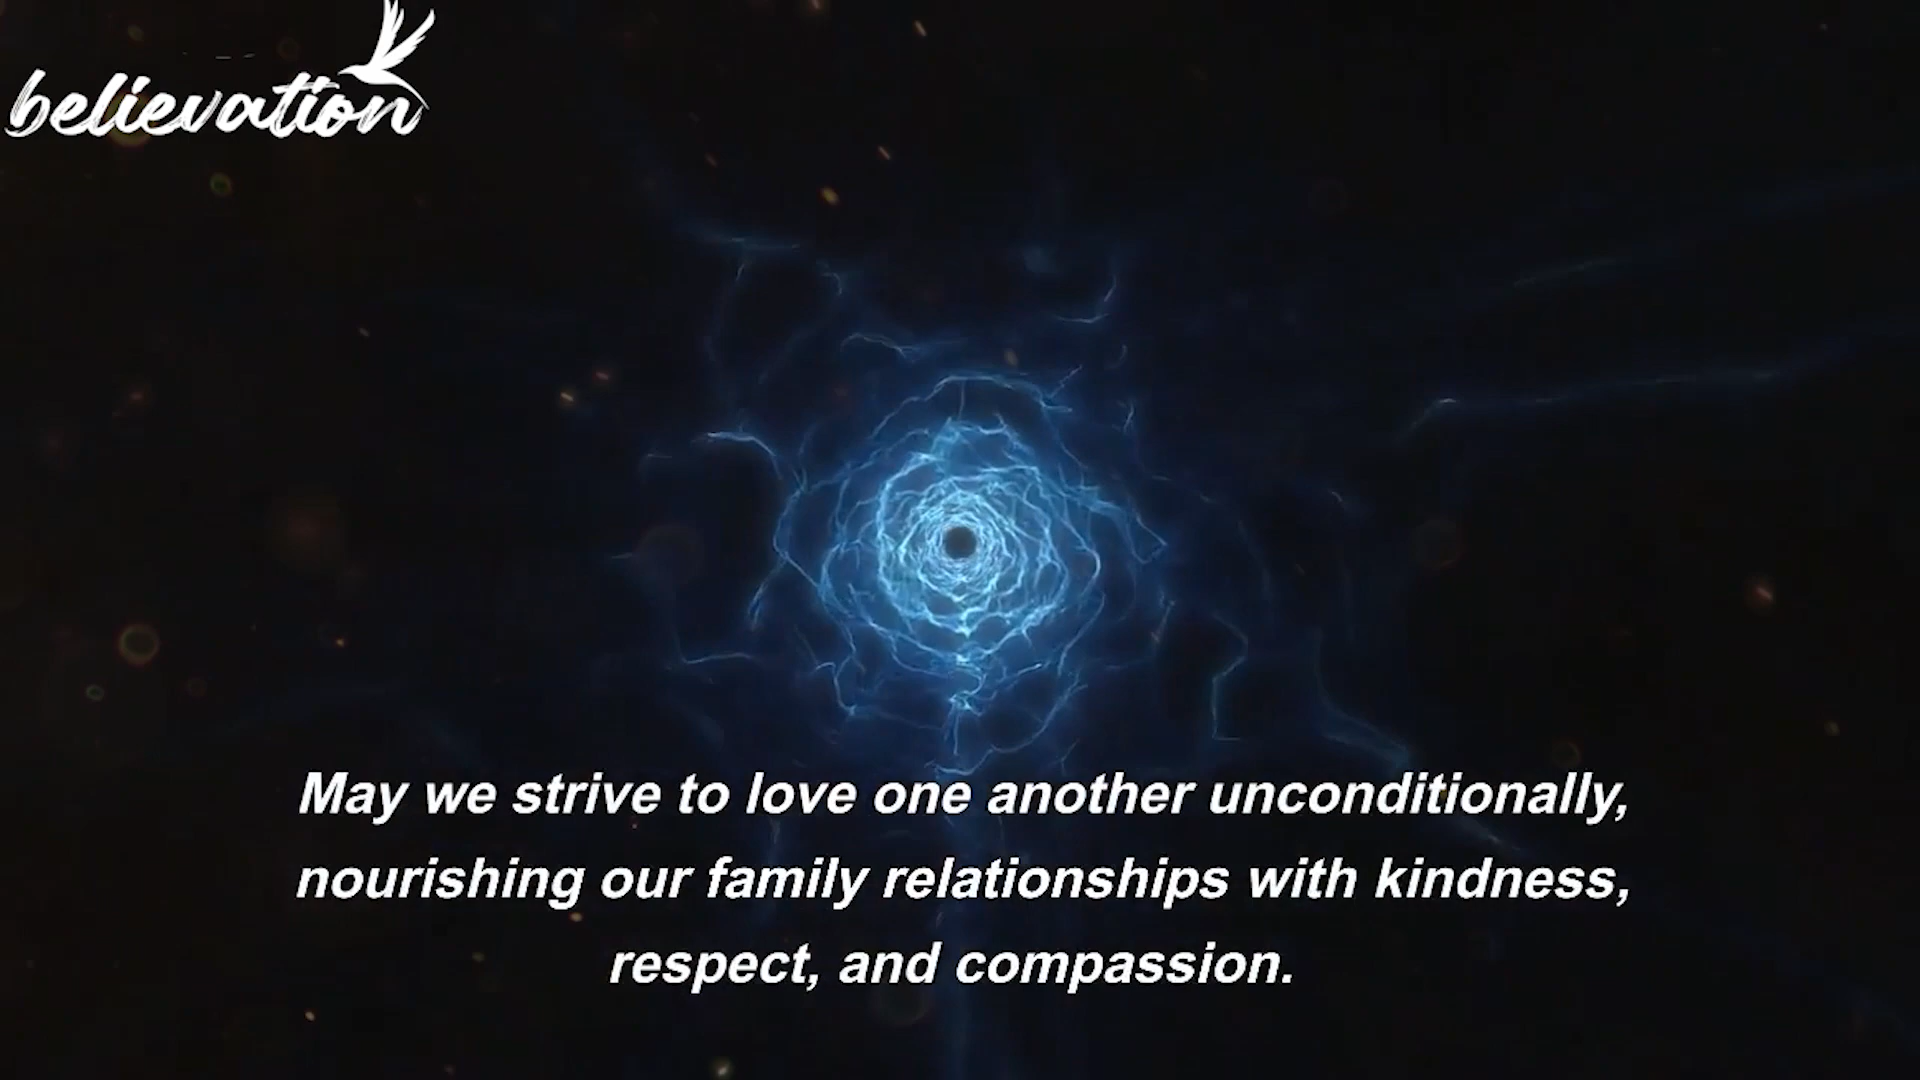 believation
May we strive to love one another unconditionally,
nourishing our family relationships with kindness,
respect, and compassion.